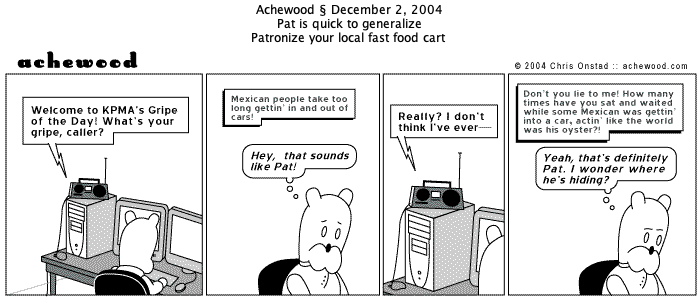 Achewood § December 2, 2004
Pat is quick to generalize
Patronize your local fast food cart
achewood
© 2004 Chris Onstad :: achewood.com
Welcome to KPMA's Gripe
of the Day! What's your
gripe, caller?
Mexican people take too
long gettin' in and out of
cars!
Hey, that sounds
like Pat!
Really? I don't
think I've ever—
Don't you lie to me! How many
times have you sat and waited
while some Mexican was gettin'
into a car, actin' like the world
was his oyster?!
Yeah, that's definitely
Pat. I wonder where
he's hiding?